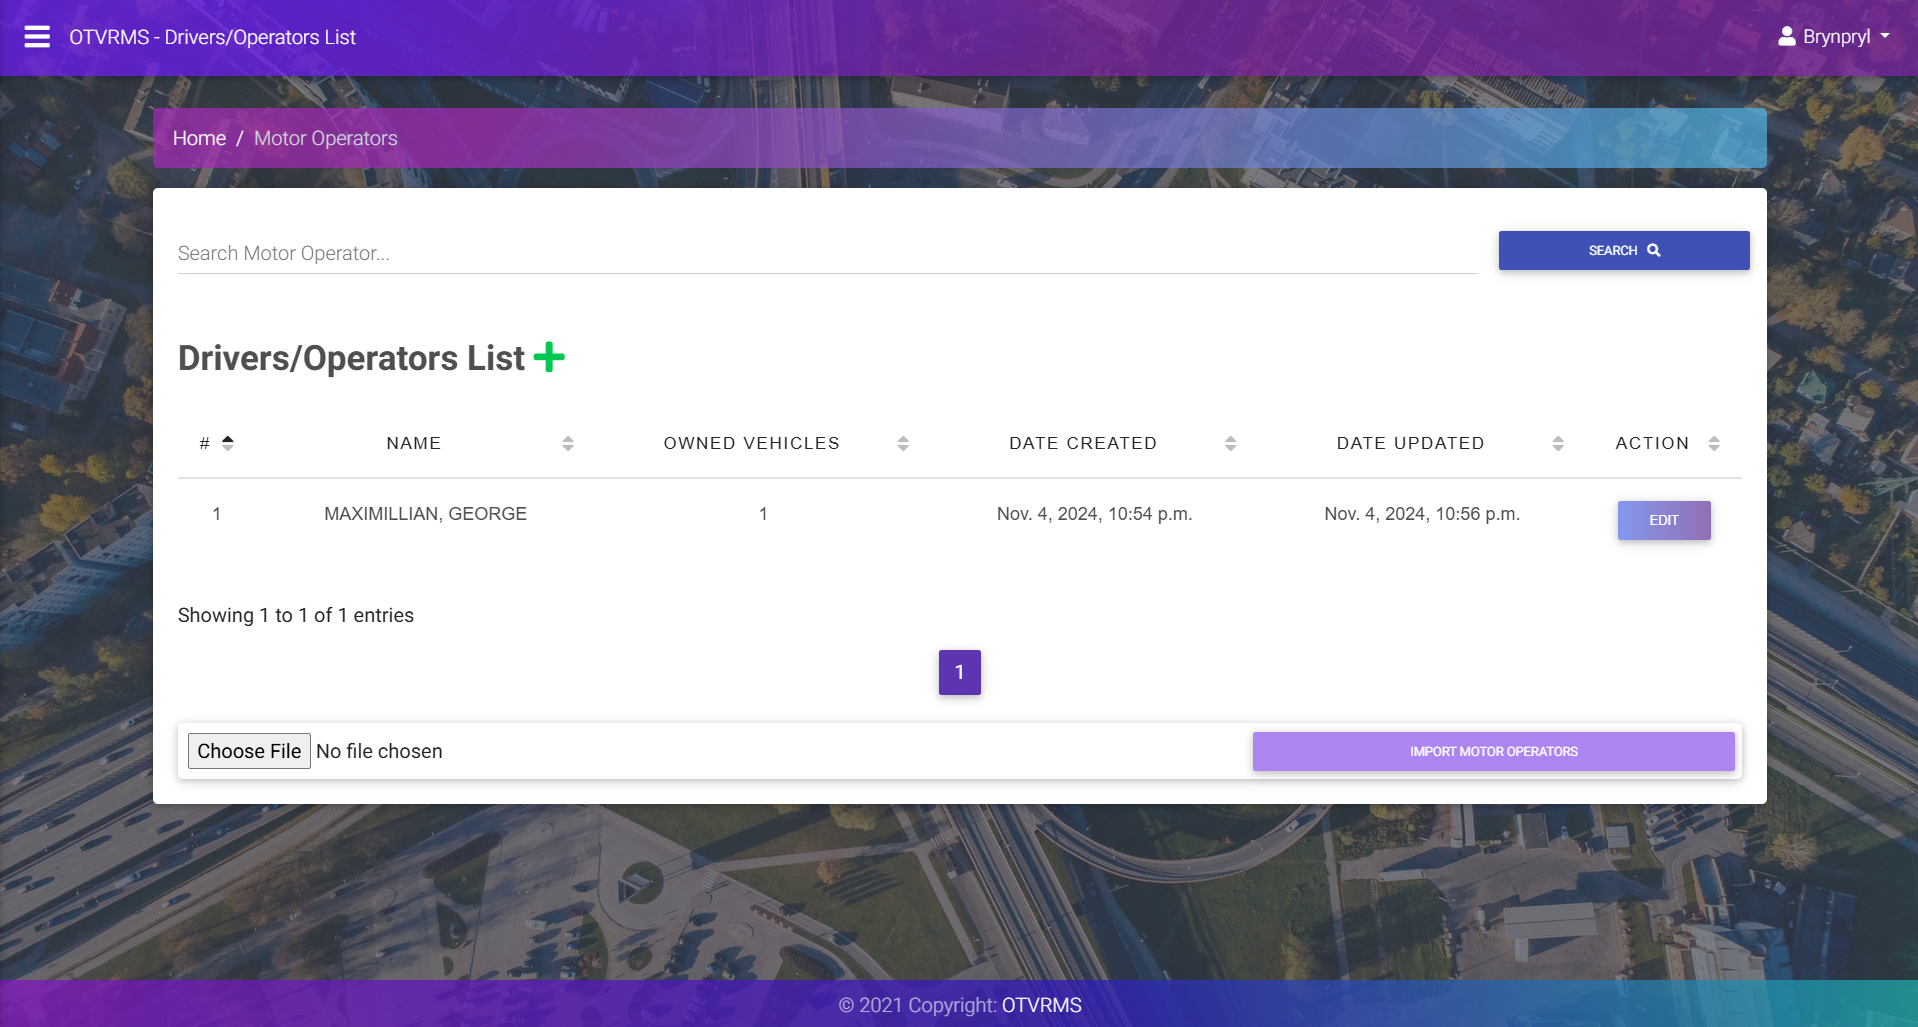 OTVRMS - Drivers/Operators List
Brynpryl
Home / Motor Operators
Search Motor Operator...
SEARCH
Drivers/Operators List
# NAME OWNED VEHICLES DATE CREATED DATE UPDATED ACTION
1 MAXIMILLIAN, GEORGE 1 Nov. 4, 2024, 10:54 p.m. Nov. 4, 2024, 10:56 p.m. EDIT
Showing 1 to 1 of 1 entries
1
Choose File No file chosen
IMPORT MOTOR OPERATORS
© 2021 Copyright: OTVRMS